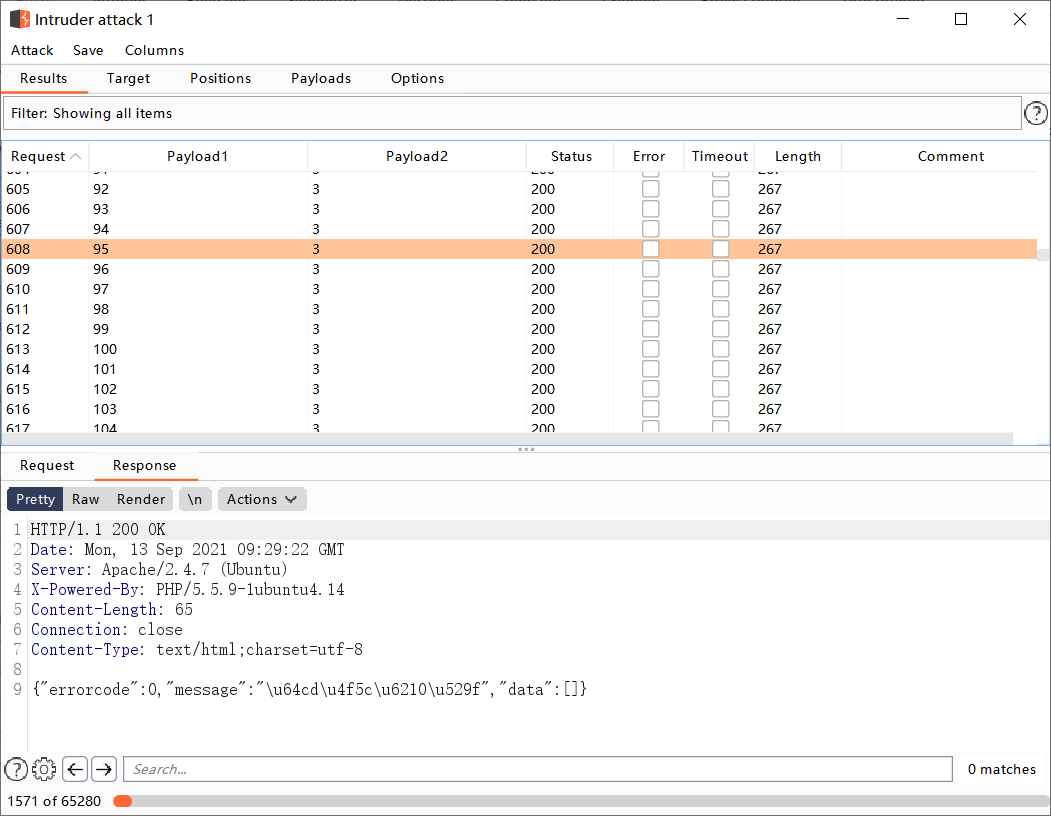 Intruder attack 1
Attack Save Columns
Results Target Positions Payloads Options
Filter: Showing all items
Request Payload1 Payload2 Status Error Timeout Length Comment
605 92 3 200 267
606 93 3 200 267
607 94 3 200 267
608 95 3 200 267
609 96 3 200 267
610 97 3 200 267
611 98 3 200 267
612 99 3 200 267
613 100 3 200 267
614 101 3 200 267
615 102 3 200 267
616 103 3 200 267
617 104 3 200 267
Request Response
Pretty Raw Render \n Actions
1 HTTP/1.1 200 OK
2 Date: Mon, 13 Sep 2021 09:29:22 GMT
3 Server: Apache/2.4.7 (Ubuntu)
4 X-Powered-By: PHP/5.5.9-1ubuntu4.14
5 Content-Length: 65
6 Connection: close
7 Content-Type: text/html;charset=utf-8
8
9 {"errorcode":0,"message":"\u64cd\u4f5c\u6210\u529f","data":[]}
Search...
0 matches
1571 of 65280